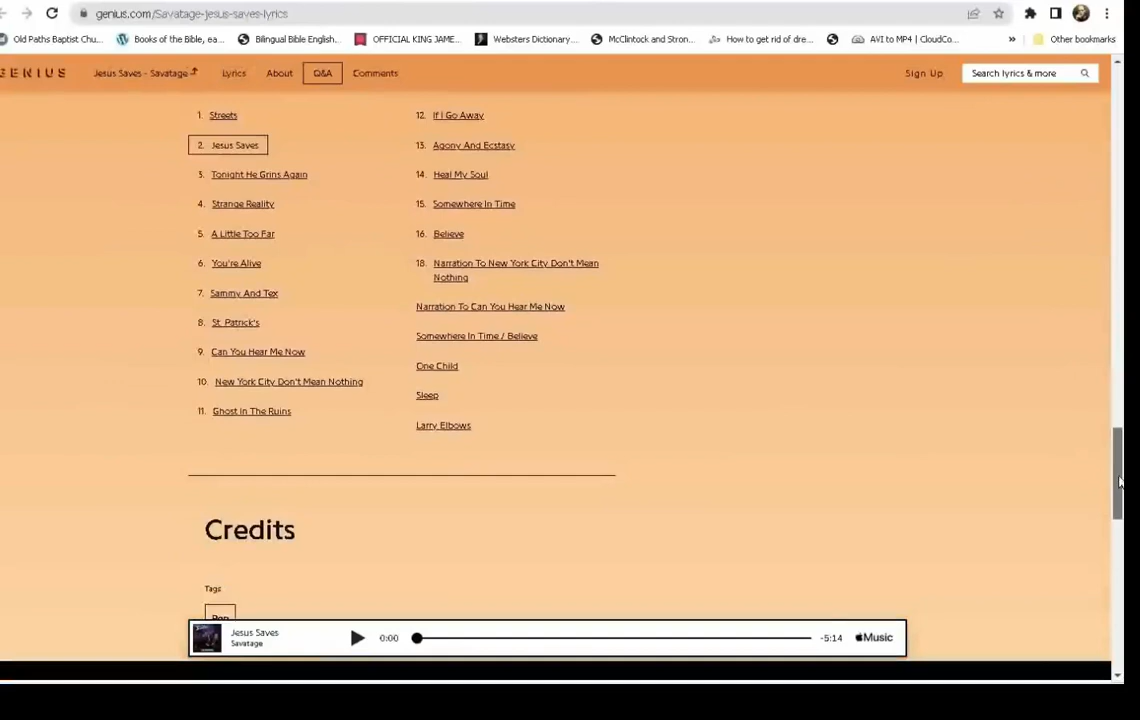 genius.com/Savatage-jesus-saves-lyrics
Old Paths Baptist Chu... Books of the Bible, ea... Bilingual Bible English... OFFICIAL KING JAME... Websters Dictionary... McClintock and Stron... How to get rid of dre... AVI to MP4 | CloudCo... » Other bookmarks
GENIUS Jesus Saves - Savatage Lyrics About Q&A Comments Sign Up Search lyrics & more
1. Streets
2. Jesus Saves
3. Tonight He Grins Again
4. Strange Reality
5. A Little Too Far
6. You're Alive
7. Sammy And Tex
8. St. Patrick's
9. Can You Hear Me Now
10. New York City Don't Mean Nothing
11. Ghost In The Ruins
12. If I Go Away
13. Agony And Ecstasy
14. Heal My Soul
15. Somewhere In Time
16. Believe
18. Narration To New York City Don't Mean
Nothing
Narration To Can You Hear Me Now
Somewhere In Time / Believe
One Child
Sleep
Larry Elbows
Credits
Tags
Jesus Saves
Savatage
0:00 -5:14 Music